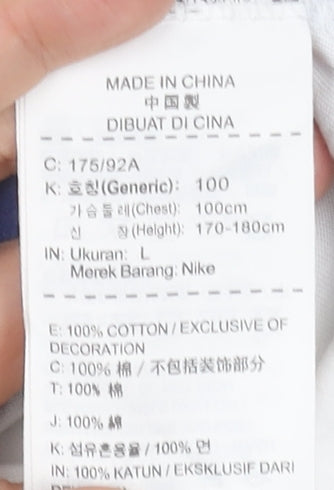 MADE IN CHINA
中国製
DIBUAT DI CINA
C: 175/92A
K: 호칭(Generic): 100
가슴둘레(Chest): 100cm
신 장(Height): 170-180cm
IN: Ukuran: L
Merek Barang: Nike
E: 100% COTTON / EXCLUSIVE OF
DECORATION
C: 100% 棉 / 不包括装饰部分
T: 100% 棉
J: 100% 綿
K: 섬유혼용율 / 100% 면
IN: 100% KATUN / EKSKLUSIF DARI